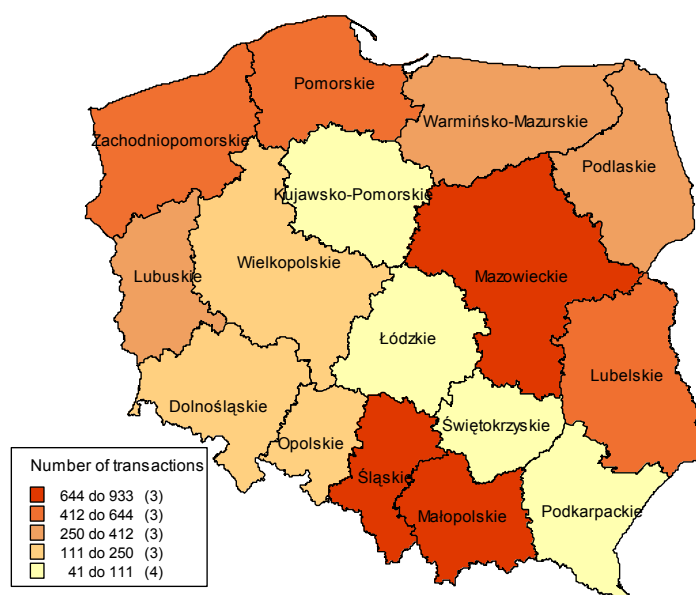 Pomorskie
Warmińsko-Mazurskie
Zachodniopomorskie
Podlaskie
Kujawsko-Pomorskie
Wielkopolskie
Lubuskie
Mazowieckie
Łódzkie
Lubelskie
Dolnośląskie
Świętokrzyskie
Opolskie
Śląskie
Podkarpackie
Małopolskie
Number of transactions
644 do 933 (3)
412 do 644 (3)
250 do 412 (3)
111 do 250 (3)
41 do 111 (4)